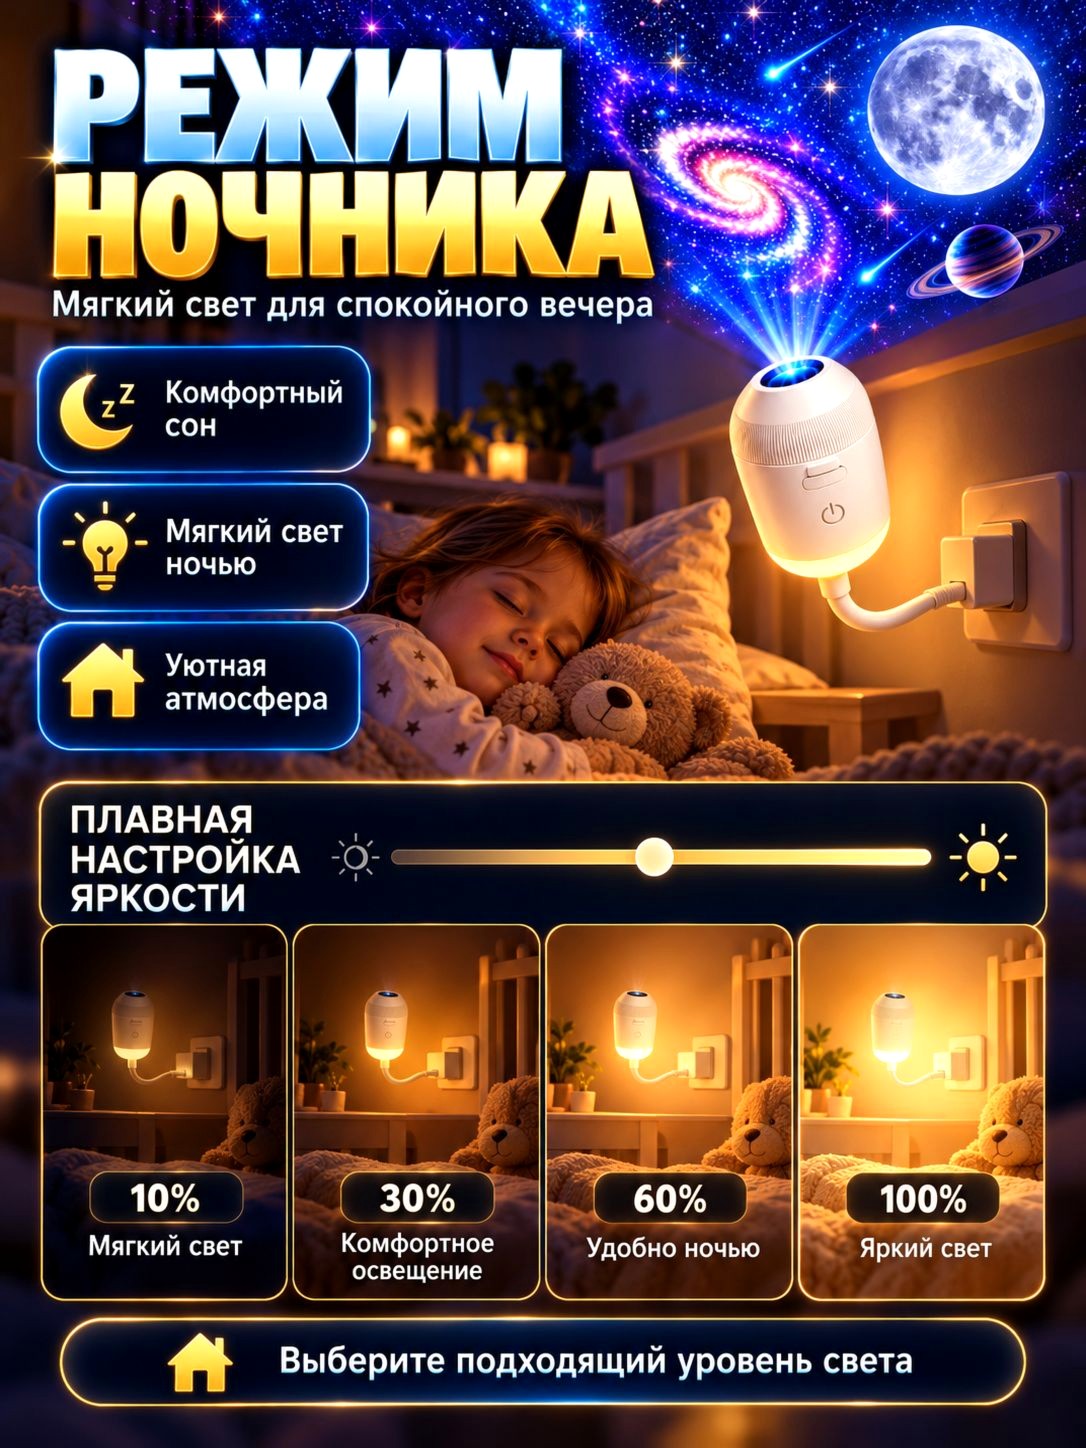 РЕЖИМ
НОЧНИКА
Мягкий свет для спокойного вечера
z z
Комфортный
сон
Мягкий свет
ночью
Уютная
атмосфера
ПЛАВНАЯ
НАСТРОЙКА
ЯРКОСТИ
10%
Мягкий свет
30%
Комфортное
освещение
60%
Удобно ночью
100%
Яркий свет
Выберите подходящий уровень света